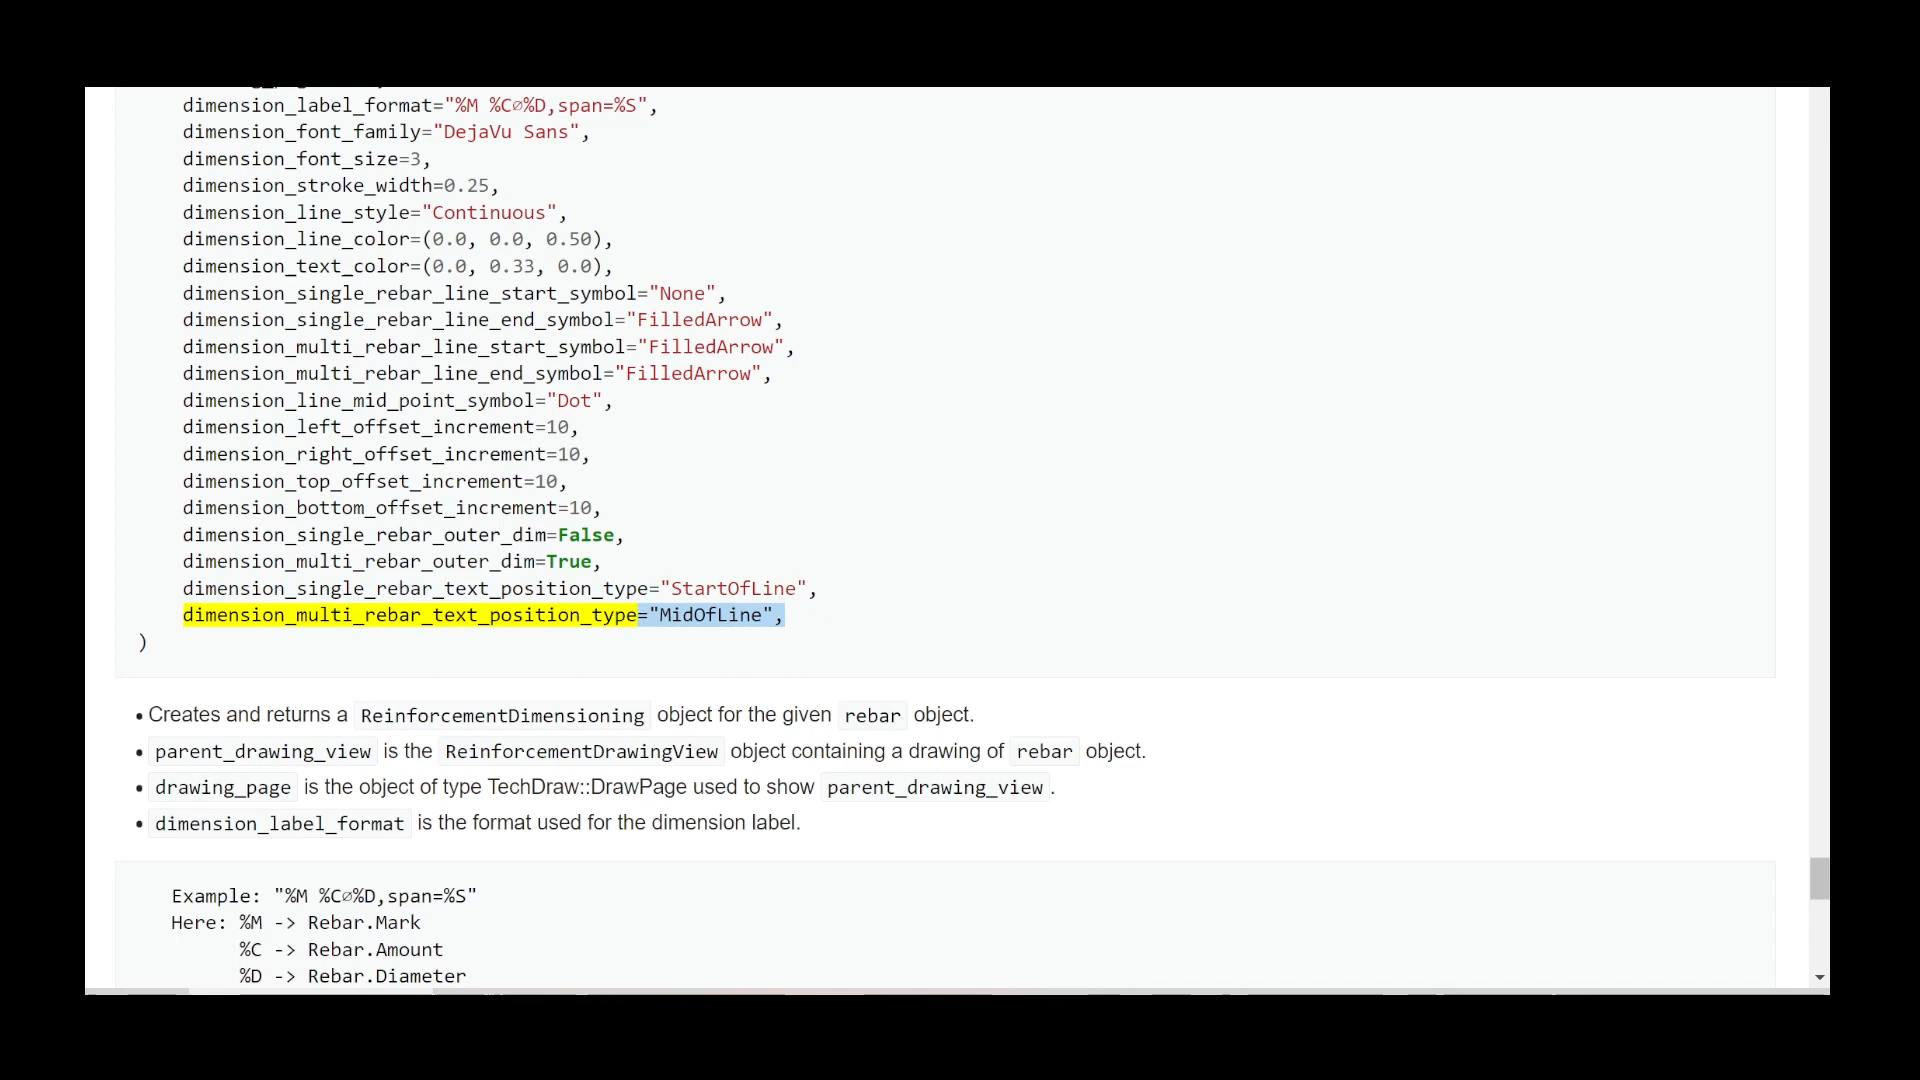 dimension_label_format="%M %C⌀%D,span=%S",
dimension_font_family="DejaVu Sans",
dimension_font_size=3,
dimension_stroke_width=0.25,
dimension_line_style="Continuous",
dimension_line_color=(0.0, 0.0, 0.50),
dimension_text_color=(0.0, 0.33, 0.0),
dimension_single_rebar_line_start_symbol="None",
dimension_single_rebar_line_end_symbol="FilledArrow",
dimension_multi_rebar_line_start_symbol="FilledArrow",
dimension_multi_rebar_line_end_symbol="FilledArrow",
dimension_line_mid_point_symbol="Dot",
dimension_left_offset_increment=10,
dimension_right_offset_increment=10,
dimension_top_offset_increment=10,
dimension_bottom_offset_increment=10,
dimension_single_rebar_outer_dim=False,
dimension_multi_rebar_outer_dim=True,
dimension_single_rebar_text_position_type="StartOfLine",
dimension_multi_rebar_text_position_type="MidOfLine",
)
• Creates and returns a ReinforcementDimensioning object for the given rebar object.
• parent_drawing_view is the ReinforcementDrawingView object containing a drawing of rebar object.
• drawing_page is the object of type TechDraw::DrawPage used to show parent_drawing_view .
• dimension_label_format is the format used for the dimension label.
Example: "%M %C⌀%D,span=%S"
Here: %M -> Rebar.Mark
%C -> Rebar.Amount
%D -> Rebar.Diameter